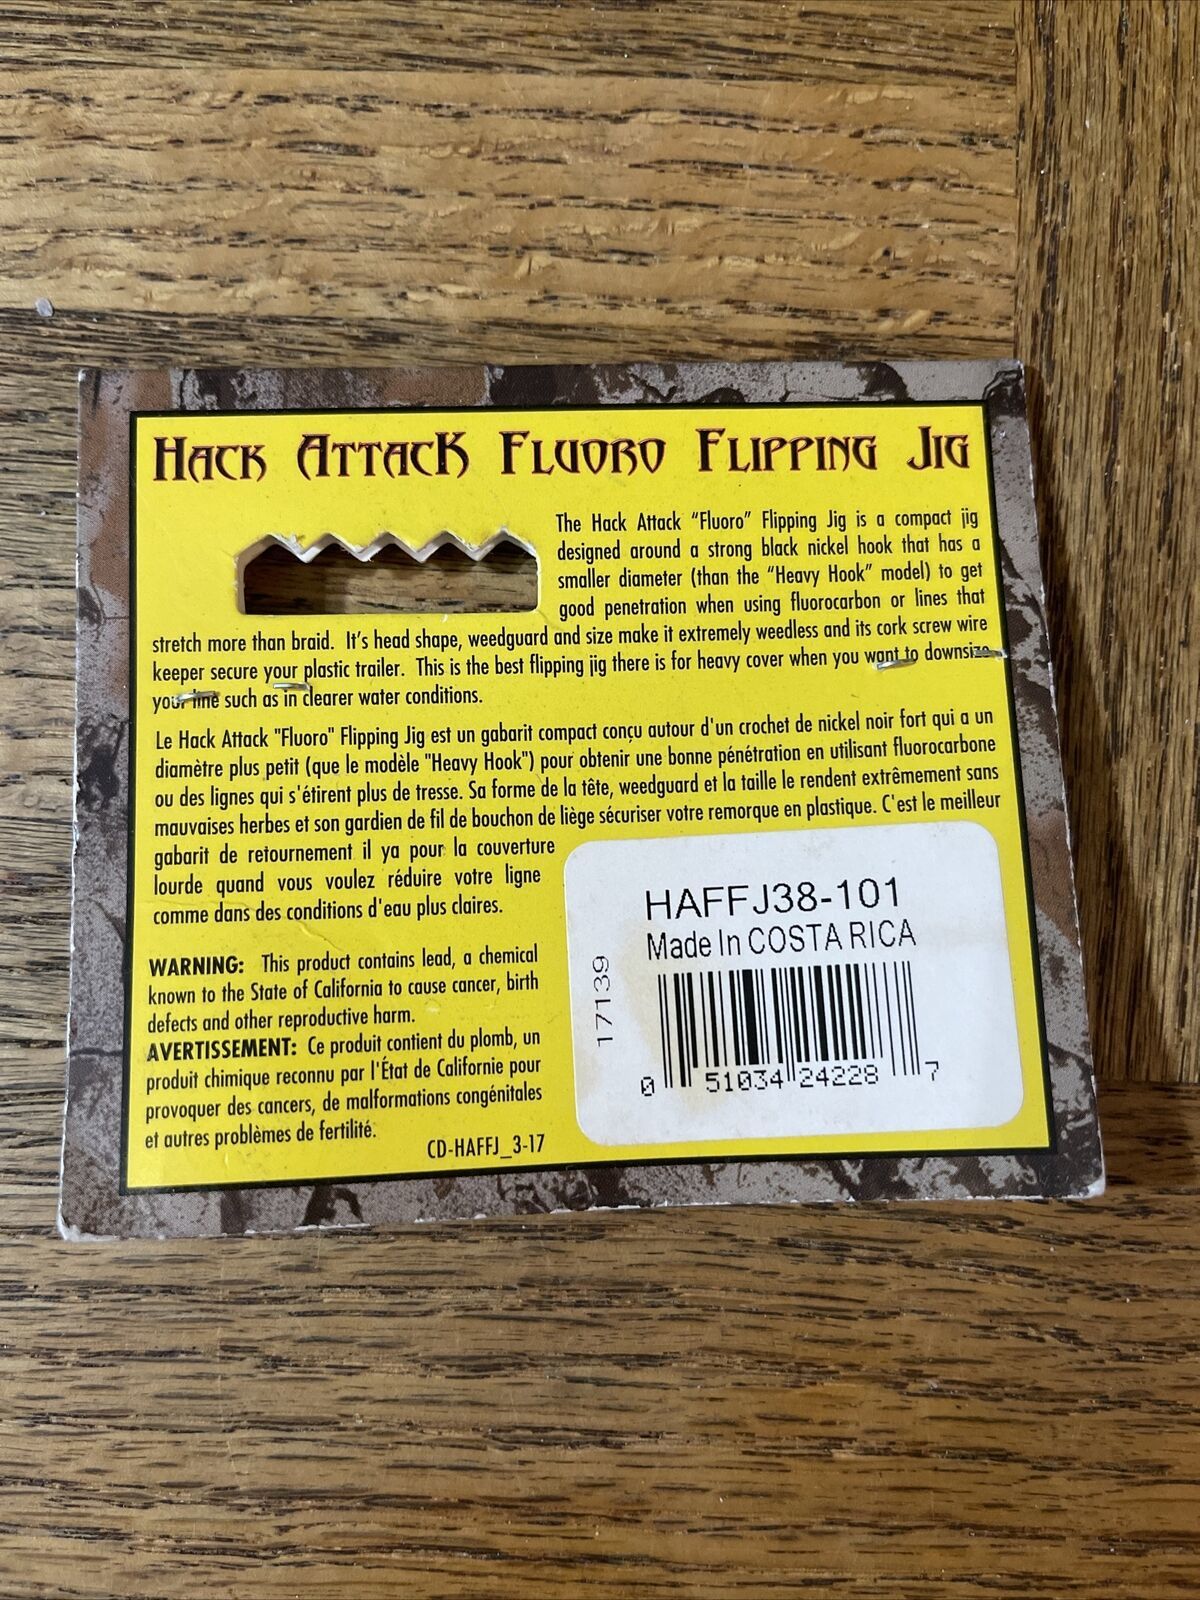 Hack Attack Fluoro Flipping Jig
The Hack Attack “Fluoro” Flipping Jig is a compact jig
designed around a strong black nickel hook that has a
smaller diameter (than the “Heavy Hook” model) to get
good penetration when using fluorocarbon or lines that
stretch more than braid. It’s head shape, weedguard and size make it extremely weedless and its cork screw wire
keeper secure your plastic trailer. This is the best flipping jig there is for heavy cover when you want to downsize
your line such as in clearer water conditions.
Le Hack Attack "Fluoro" Flipping Jig est un gabarit compact conçu autour d'un crochet de nickel noir fort qui a un
diamètre plus petit (que le modèle "Heavy Hook") pour obtenir une bonne pénétration en utilisant fluorocarbone
ou des lignes qui s'étirent plus de tresse. Sa forme de la tête, weedguard et la taille le rendent extrêmement sans
mauvaises herbes et son gardien de fil de bouchon de liège sécuriser votre remorque en plastique. C'est le meilleur
gabarit de retournement il ya pour la couverture
lourde quand vous voulez réduire votre ligne
comme dans des conditions d'eau plus claires.
WARNING: This product contains lead, a chemical
known to the State of California to cause cancer, birth
defects and other reproductive harm.
AVERTISSEMENT: Ce produit contient du plomb, un
produit chimique reconnu par l'État de Californie pour
provoquer des cancers, de malformations congénitales
et autres problèmes de fertilité.
CD-HAFFJ_3-17
HAFFJ38-101
Made In COSTA RICA
17139
0 51034 24228 7